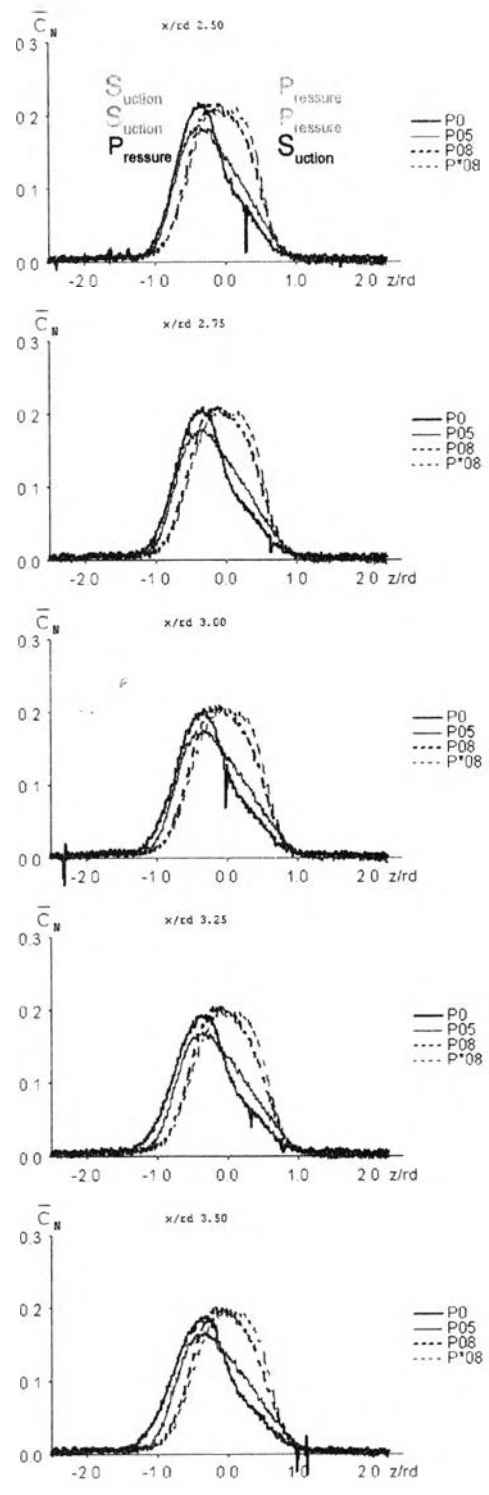 C̅ N
x/rd 2.50
0.3
Suction Pressure
Suction Pressure
Pressure Suction
P0
P05
P08
P*08
0.2
0.1
0.0
-2.0 -1.0 0.0 1.0 2.0 z/rd
C̅ N
x/rd 2.75
0.3
P0
P05
P08
P*08
0.2
0.1
0.0
-2.0 -1.0 0.0 1.0 2.0 z/rd
C̅ N
x/rd 3.00
0.3
P0
P05
P08
P*08
0.2
0.1
0.0
-2.0 -1.0 0.0 1.0 2.0 z/rd
C̅ N
x/rd 3.25
0.3
P0
P05
P08
P*08
0.2
0.1
0.0
-2.0 -1.0 0.0 1.0 2.0 z/rd
C̅ N
x/rd 3.50
0.3
P0
P05
P08
P*08
0.2
0.1
0.0
-2.0 -1.0 0.0 1.0 2.0 z/rd